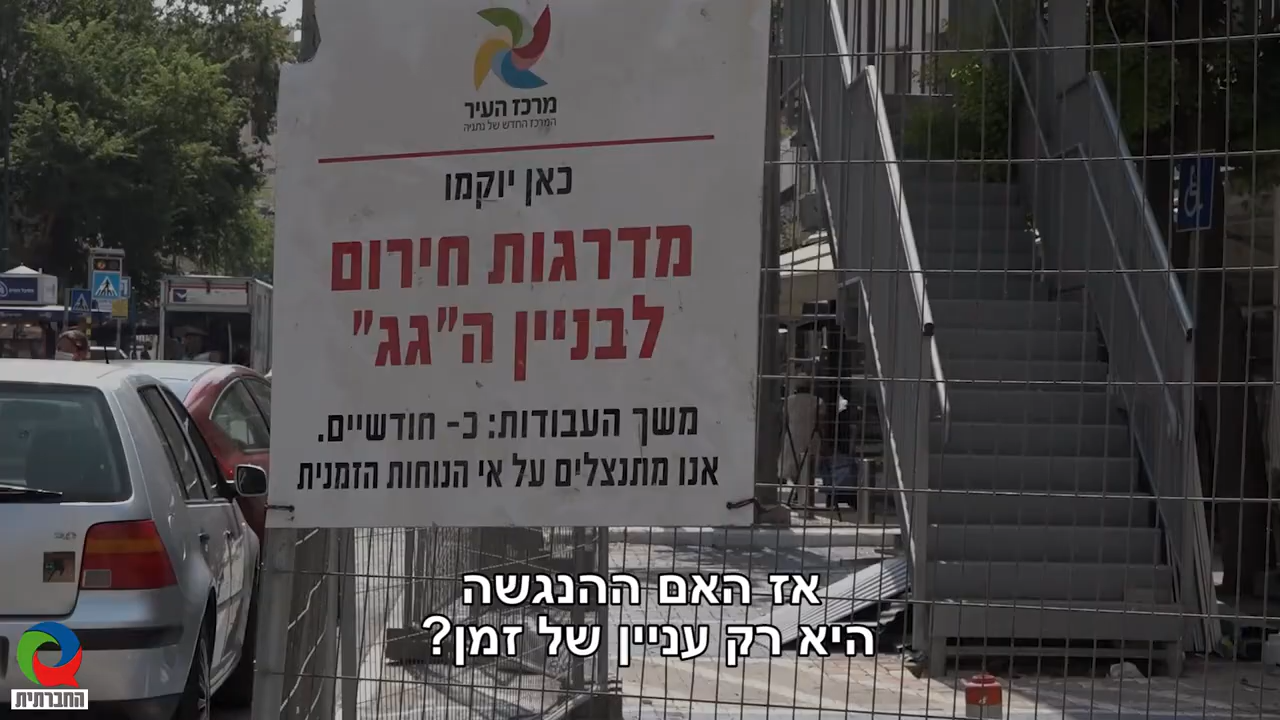 מרכז העיר
המרכז החדש של נתניה
כאן יוקמו
מדרגות חירום
לבניין ה"גג"
משך העבודות: כ- חודשיים.
אנו מתנצלים על אי הנוחות הזמנית
אז האם ההנגשה
היא רק עניין של זמן?
החברתית